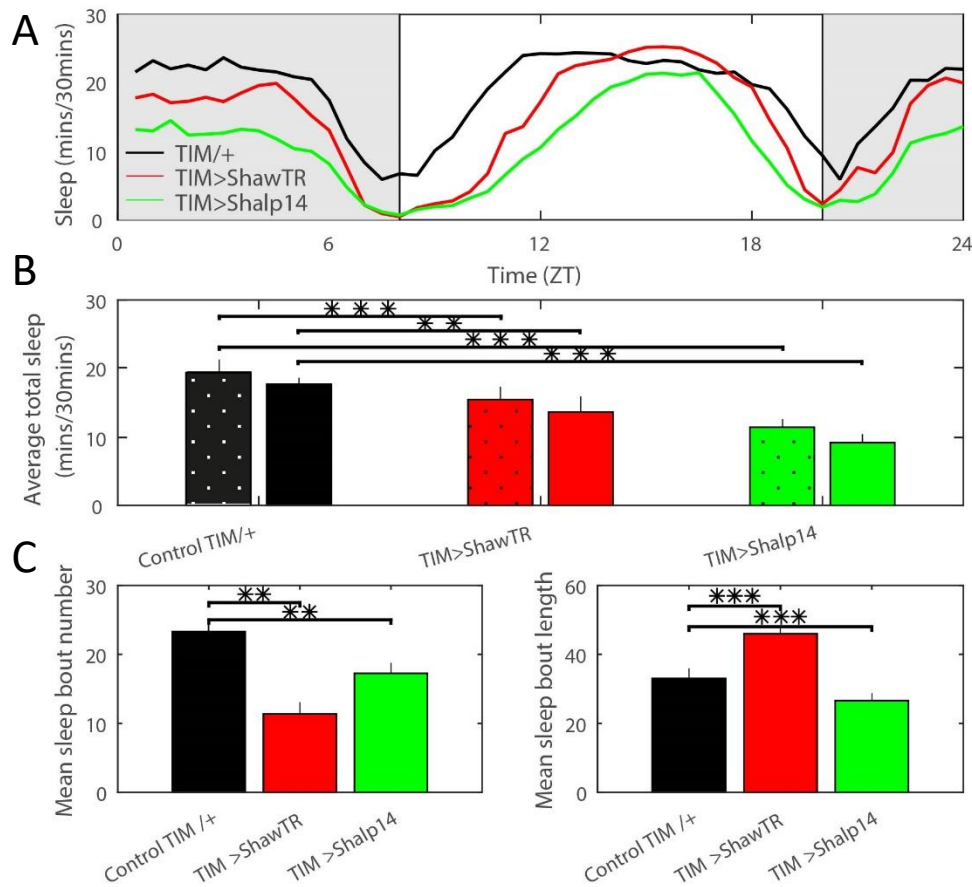 A
Sleep (mins/30mins)
30
20
10
0
TIM/+
TIM>ShawTR
TIM>Shalp14
0
6
12
18
24
Time (ZT)
B
Average total sleep
(mins/30mins)
30
20
10
0
*** 
**
***
***
Control TIM/+
TIM>ShawTR
TIM>Shalp14
C
Mean sleep bout number
30
20
10
0
**
**
Control TIM /+
TIM >ShawTR
TIM >Shalp14
Mean sleep bout length
60
40
20
0
***
***
Control TIM /+
TIM >ShawTR
TIM >Shalp14